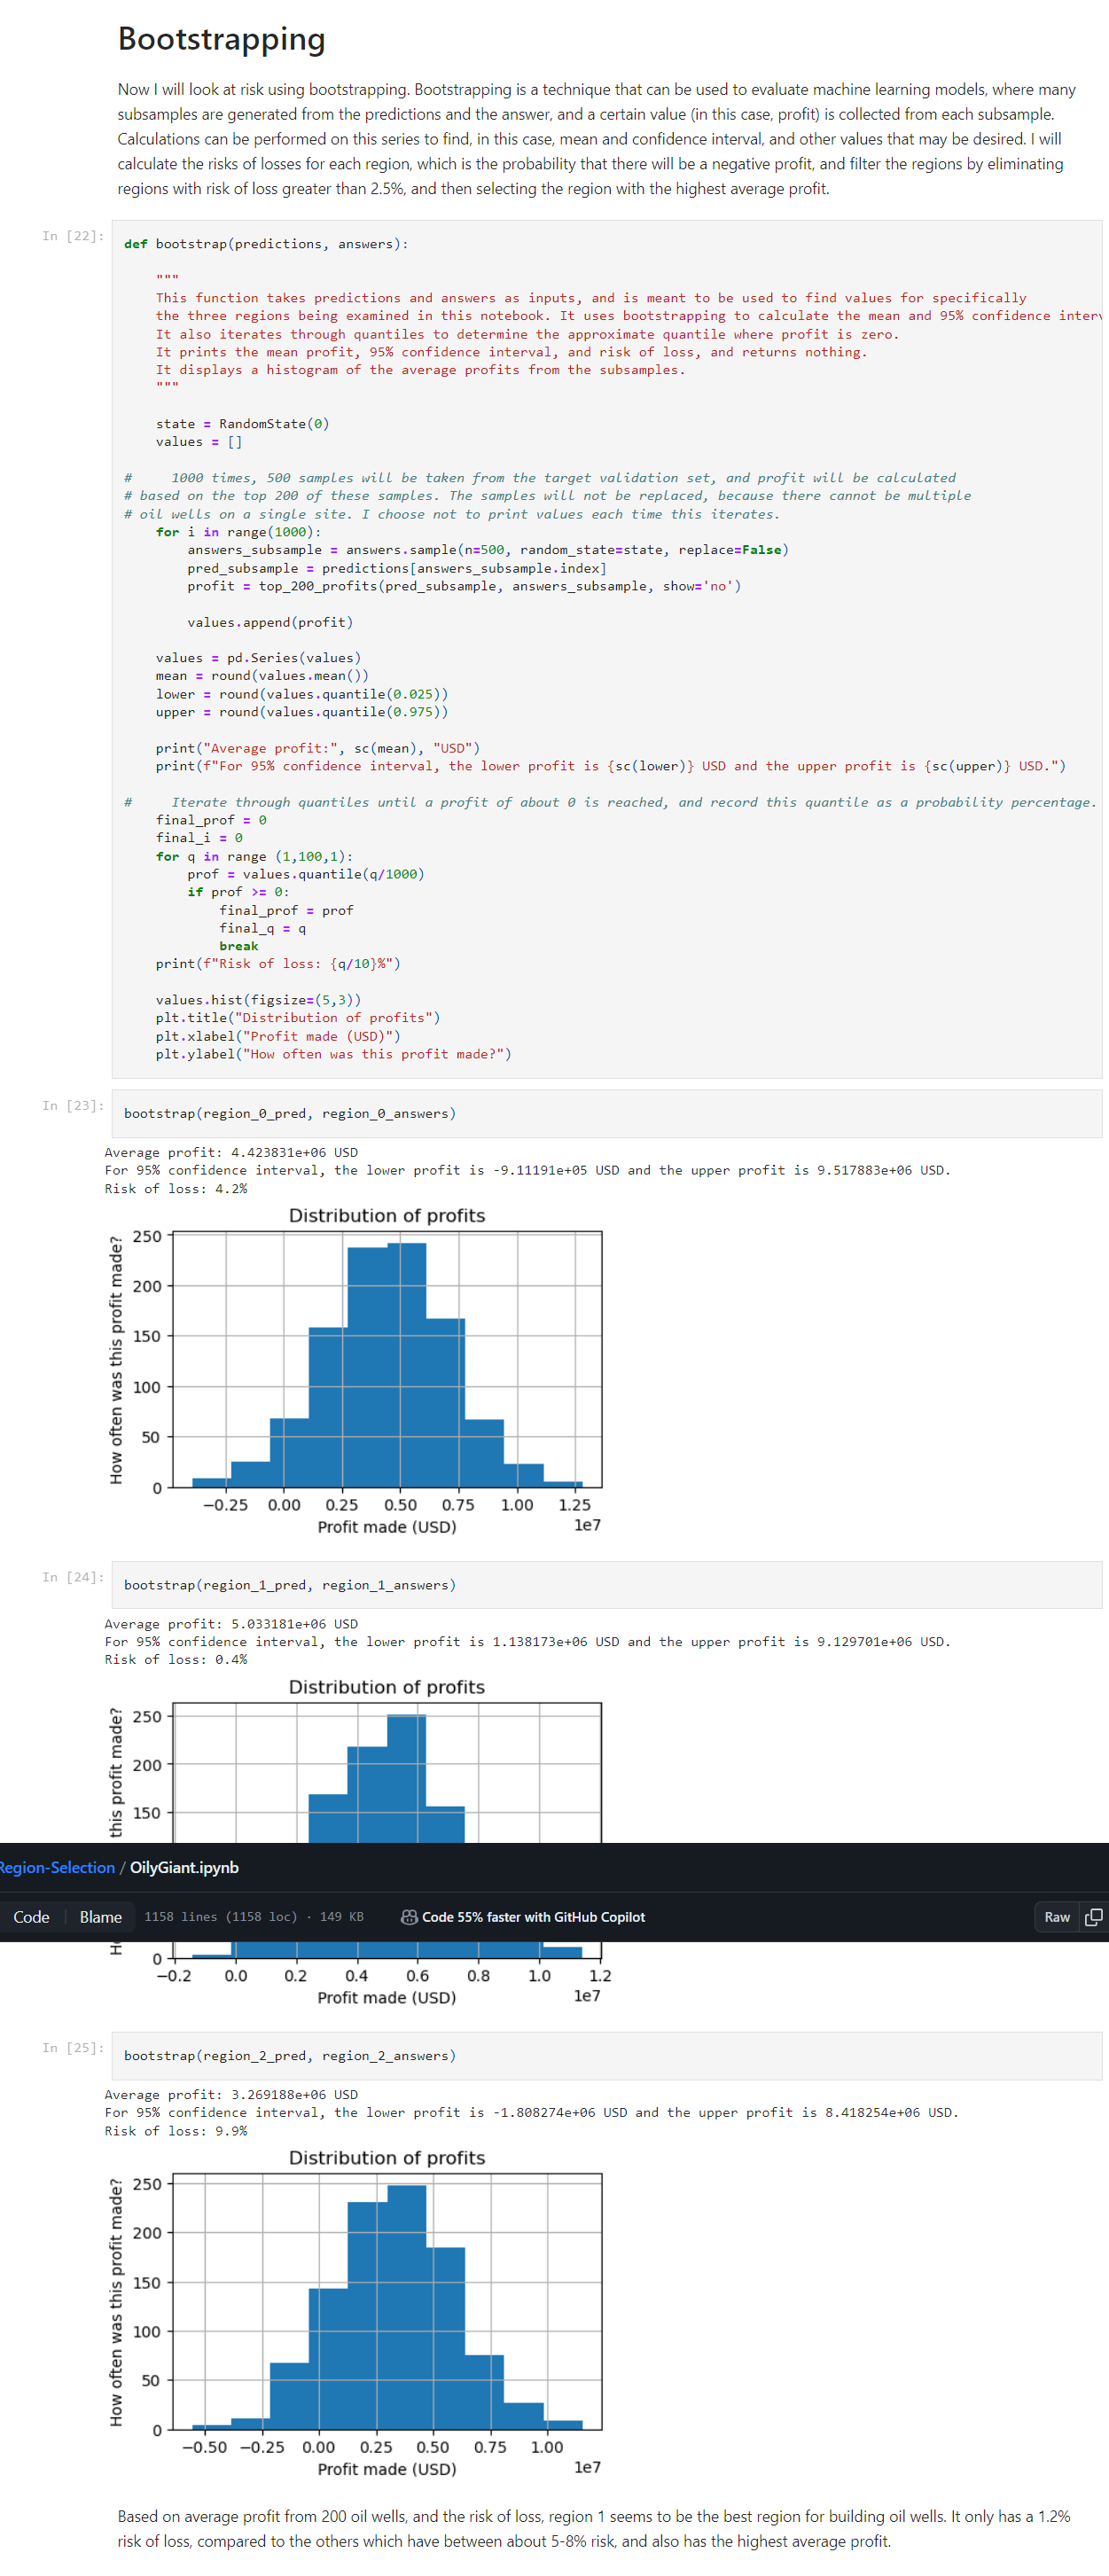 Bootstrapping
Now I will look at risk using bootstrapping. Bootstrapping is a technique that can be used to evaluate machine learning models, where many
subsamples are generated from the predictions and the answer, and a certain value (in this case, profit) is collected from each subsample.
Calculations can be performed on this series to find, in this case, mean and confidence interval, and other values that may be desired. I will
calculate the risks of losses for each region, which is the probability that there will be a negative profit, and filter the regions by eliminating
regions with risk of loss greater than 2.5%, and then selecting the region with the highest average profit.
In [22]:
def bootstrap(predictions, answers):
"""
This function takes predictions and answers as inputs, and is meant to be used to find values for specifically
the three regions being examined in this notebook. It uses bootstrapping to calculate the mean and 95% confidence interv
It also iterates through quantiles to determine the approximate quantile where profit is zero.
It prints the mean profit, 95% confidence interval, and risk of loss, and returns nothing.
It displays a histogram of the average profits from the subsamples.
"""
state = RandomState(0)
values = []
# 1000 times, 500 samples will be taken from the target validation set, and profit will be calculated
# based on the top 200 of these samples. The samples will not be replaced, because there cannot be multiple
# oil wells on a single site. I choose not to print values each time this iterates.
for i in range(1000):
answers_subsample = answers.sample(n=500, random_state=state, replace=False)
pred_subsample = predictions[answers_subsample.index]
profit = top_200_profits(pred_subsample, answers_subsample, show='no')
values.append(profit)
values = pd.Series(values)
mean = round(values.mean())
lower = round(values.quantile(0.025))
upper = round(values.quantile(0.975))
print("Average profit:", sc(mean), "USD")
print(f"For 95% confidence interval, the lower profit is {sc(lower)} USD and the upper profit is {sc(upper)} USD.")
# Iterate through quantiles until a profit of about 0 is reached, and record this quantile as a probability percentage.
final_prof = 0
final_i = 0
for q in range (1,100,1):
prof = values.quantile(q/1000)
if prof >= 0:
final_prof = prof
final_q = q
break
print(f"Risk of loss: {q/10}%")
values.hist(figsize=(5,3))
plt.title("Distribution of profits")
plt.xlabel("Profit made (USD)")
plt.ylabel("How often was this profit made?")
In [23]:
bootstrap(region_0_pred, region_0_answers)
Average profit: 4.423831e+06 USD
For 95% confidence interval, the lower profit is -9.11191e+05 USD and the upper profit is 9.517883e+06 USD.
Risk of loss: 4.2%
Distribution of profits
How often was this profit made?
250
200
150
100
50
0
−0.25 0.00 0.25 0.50 0.75 1.00 1.25
1e7
Profit made (USD)
In [24]:
bootstrap(region_1_pred, region_1_answers)
Average profit: 5.033181e+06 USD
For 95% confidence interval, the lower profit is 1.138173e+06 USD and the upper profit is 9.129701e+06 USD.
Risk of loss: 0.4%
Distribution of profits
this profit made?
250
200
150
Region-Selection / OilyGiant.ipynb
Code Blame 1158 lines (1158 loc) · 149 KB Code 55% faster with GitHub Copilot Raw
0
−0.2 0.0 0.2 0.4 0.6 0.8 1.0 1.2
1e7
Profit made (USD)
In [25]:
bootstrap(region_2_pred, region_2_answers)
Average profit: 3.269188e+06 USD
For 95% confidence interval, the lower profit is -1.808274e+06 USD and the upper profit is 8.418254e+06 USD.
Risk of loss: 9.9%
Distribution of profits
How often was this profit made?
250
200
150
100
50
0
−0.50 −0.25 0.00 0.25 0.50 0.75 1.00
1e7
Profit made (USD)
Based on average profit from 200 oil wells, and the risk of loss, region 1 seems to be the best region for building oil wells. It only has a 1.2%
risk of loss, compared to the others which have between about 5-8% risk, and also has the highest average profit.